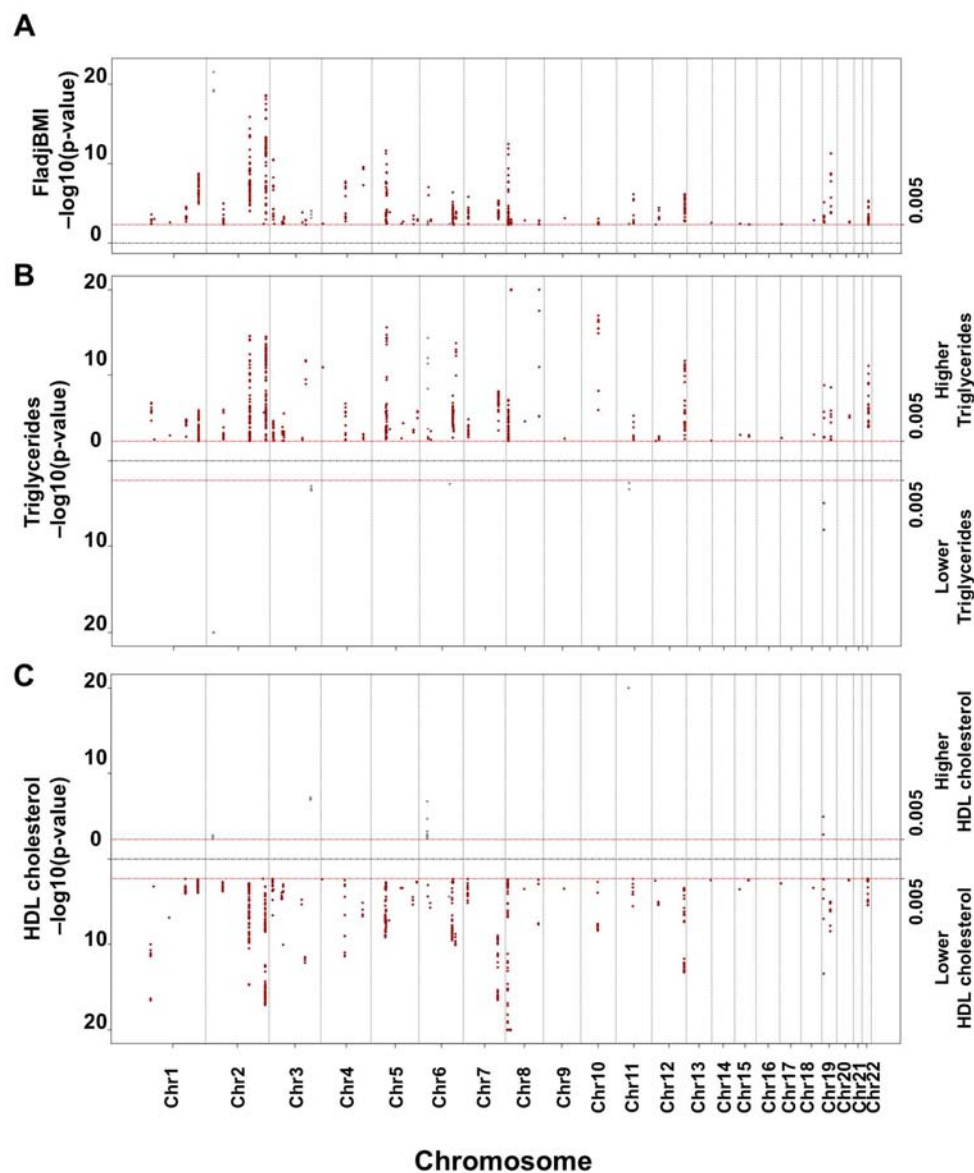 A
FIadjBMI
–log10(p-value)
20
10
0
0.005
B
Triglycerides
–log10(p-value)
20
10
0
10
20
0.005
0.005
Higher
Triglycerides
Lower
Triglycerides
C
HDL cholesterol
–log10(p-value)
20
10
0
10
20
0.005
0.005
Higher
HDL cholesterol
Lower
HDL cholesterol
Chr1
Chr2
Chr3
Chr4
Chr5
Chr6
Chr7
Chr8
Chr9
Chr10
Chr11
Chr12
Chr13
Chr14
Chr15
Chr16
Chr17
Chr18
Chr19
Chr20
Chr21
Chr22
Chromosome